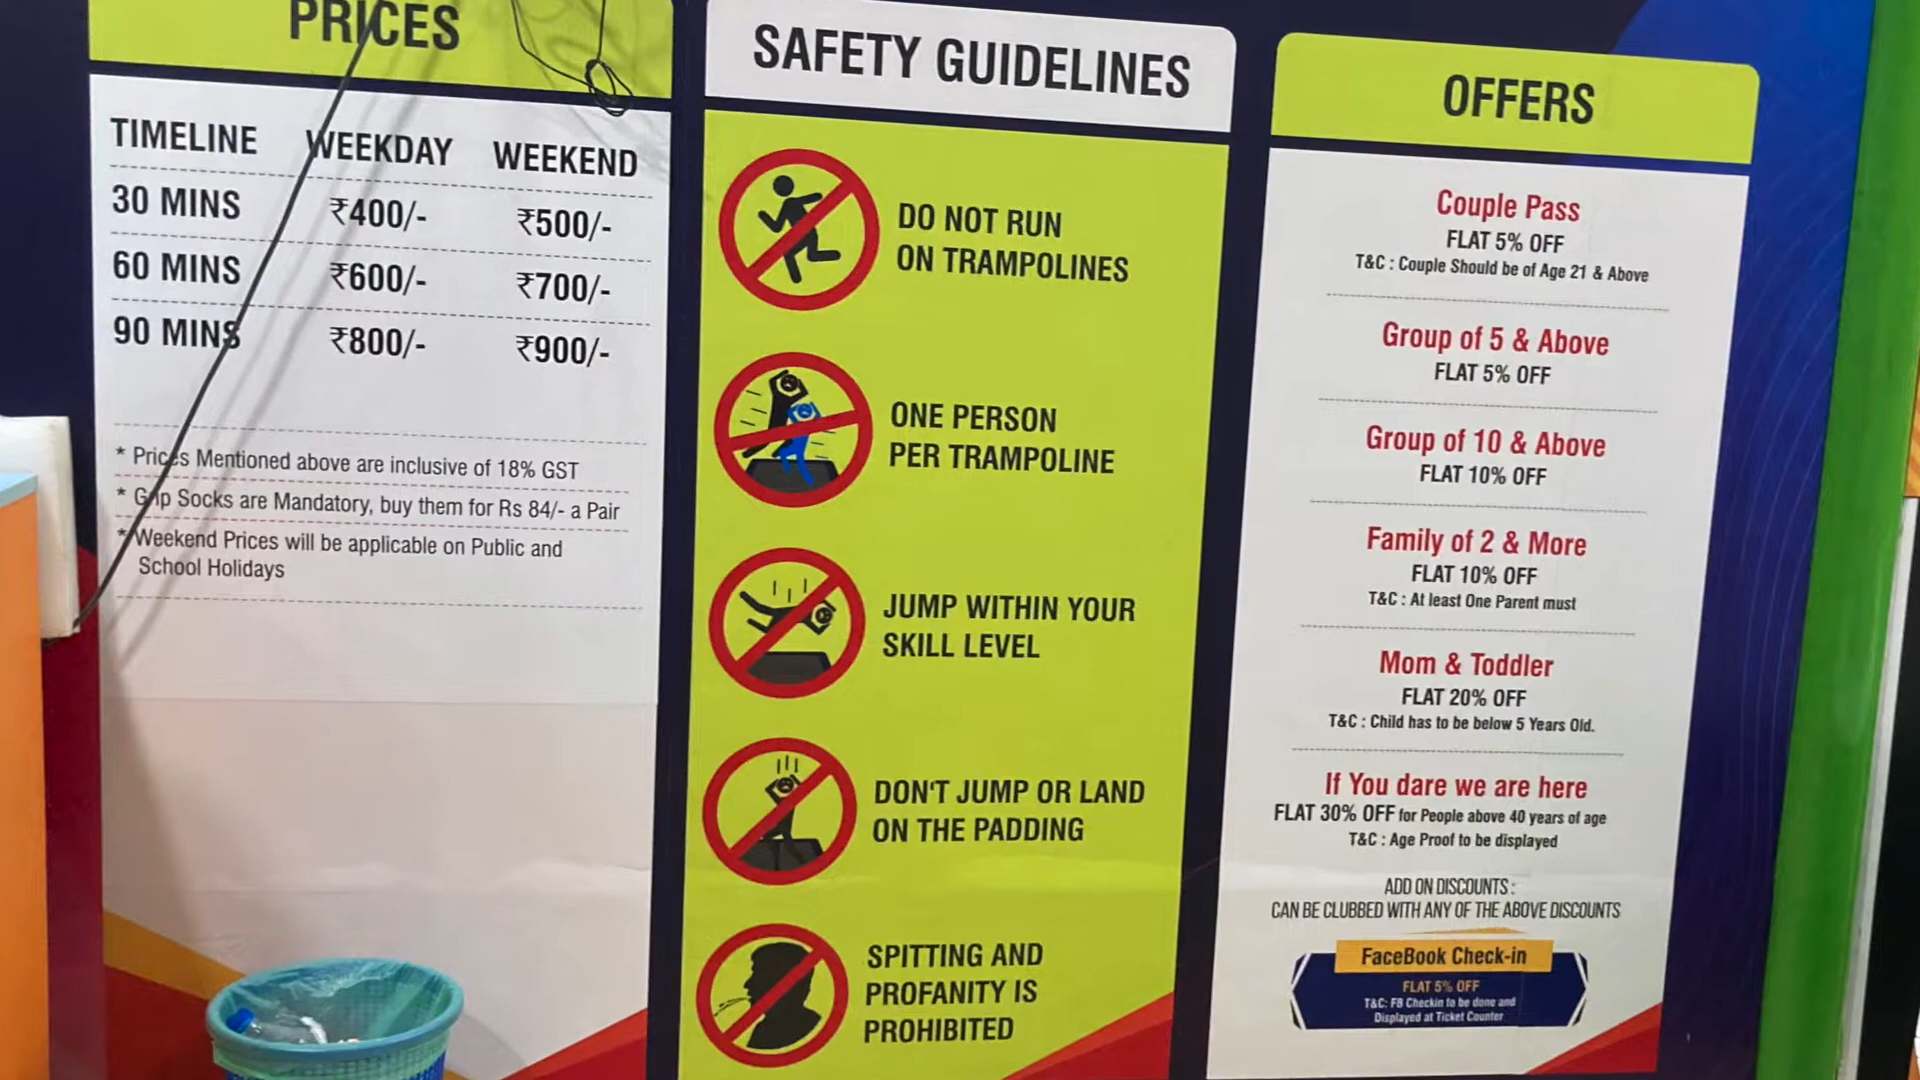 PRICES
TIMELINE WEEKDAY WEEKEND
30 MINS ₹400/- ₹500/-
60 MINS ₹600/- ₹700/-
90 MINS ₹800/- ₹900/-
* Prices Mentioned above are inclusive of 18% GST
* Grip Socks are Mandatory, buy them for Rs 84/- a Pair
* Weekend Prices will be applicable on Public and
School Holidays
SAFETY GUIDELINES
DO NOT RUN
ON TRAMPOLINES
ONE PERSON
PER TRAMPOLINE
JUMP WITHIN YOUR
SKILL LEVEL
DON'T JUMP OR LAND
ON THE PADDING
SPITTING AND
PROFANITY IS
PROHIBITED
OFFERS
Couple Pass
FLAT 5% OFF
T&C : Couple Should be of Age 21 & Above
Group of 5 & Above
FLAT 5% OFF
Group of 10 & Above
FLAT 10% OFF
Family of 2 & More
FLAT 10% OFF
T&C : At least One Parent must
Mom & Toddler
FLAT 20% OFF
T&C : Child has to be below 5 Years Old.
If You dare we are here
FLAT 30% OFF for People above 40 years of age
T&C : Age Proof to be displayed
ADD ON DISCOUNTS :
CAN BE CLUBBED WITH ANY OF THE ABOVE DISCOUNTS
FaceBook Check-in
FLAT 5% OFF
T&C: FB Checkin to be done and
Displayed at Ticket Counter